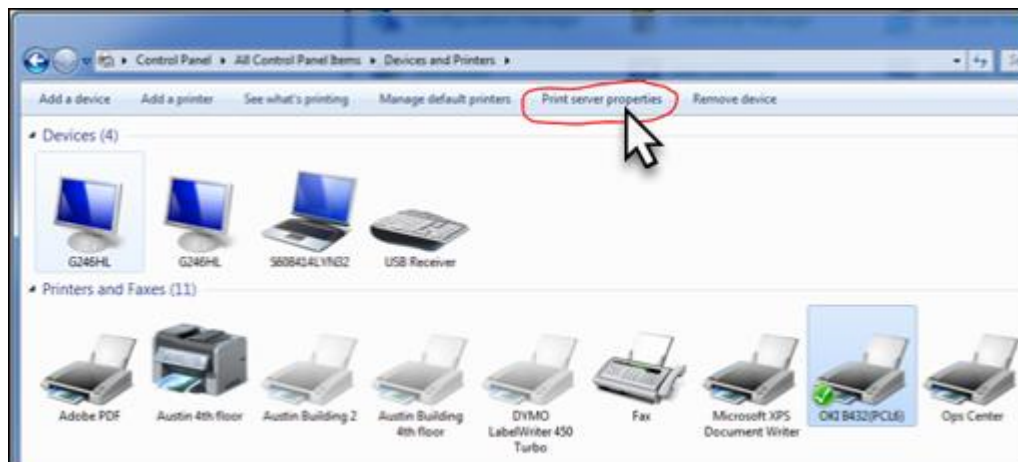 Control Panel ▸ All Control Panel Items ▸ Devices and Printers ▸
Add a device Add a printer See what's printing Manage default printers Print server properties Remove device
Devices (4)
G246HL G246HL S608414LYN32 USB Receiver
Printers and Faxes (11)
Adobe PDF Austin 4th floor Austin Building 2 Austin Building DYMO Fax Microsoft XPS OKI B432(PCL6) Ops Center
4th floor LabelWriter 450 Document Writer
Turbo